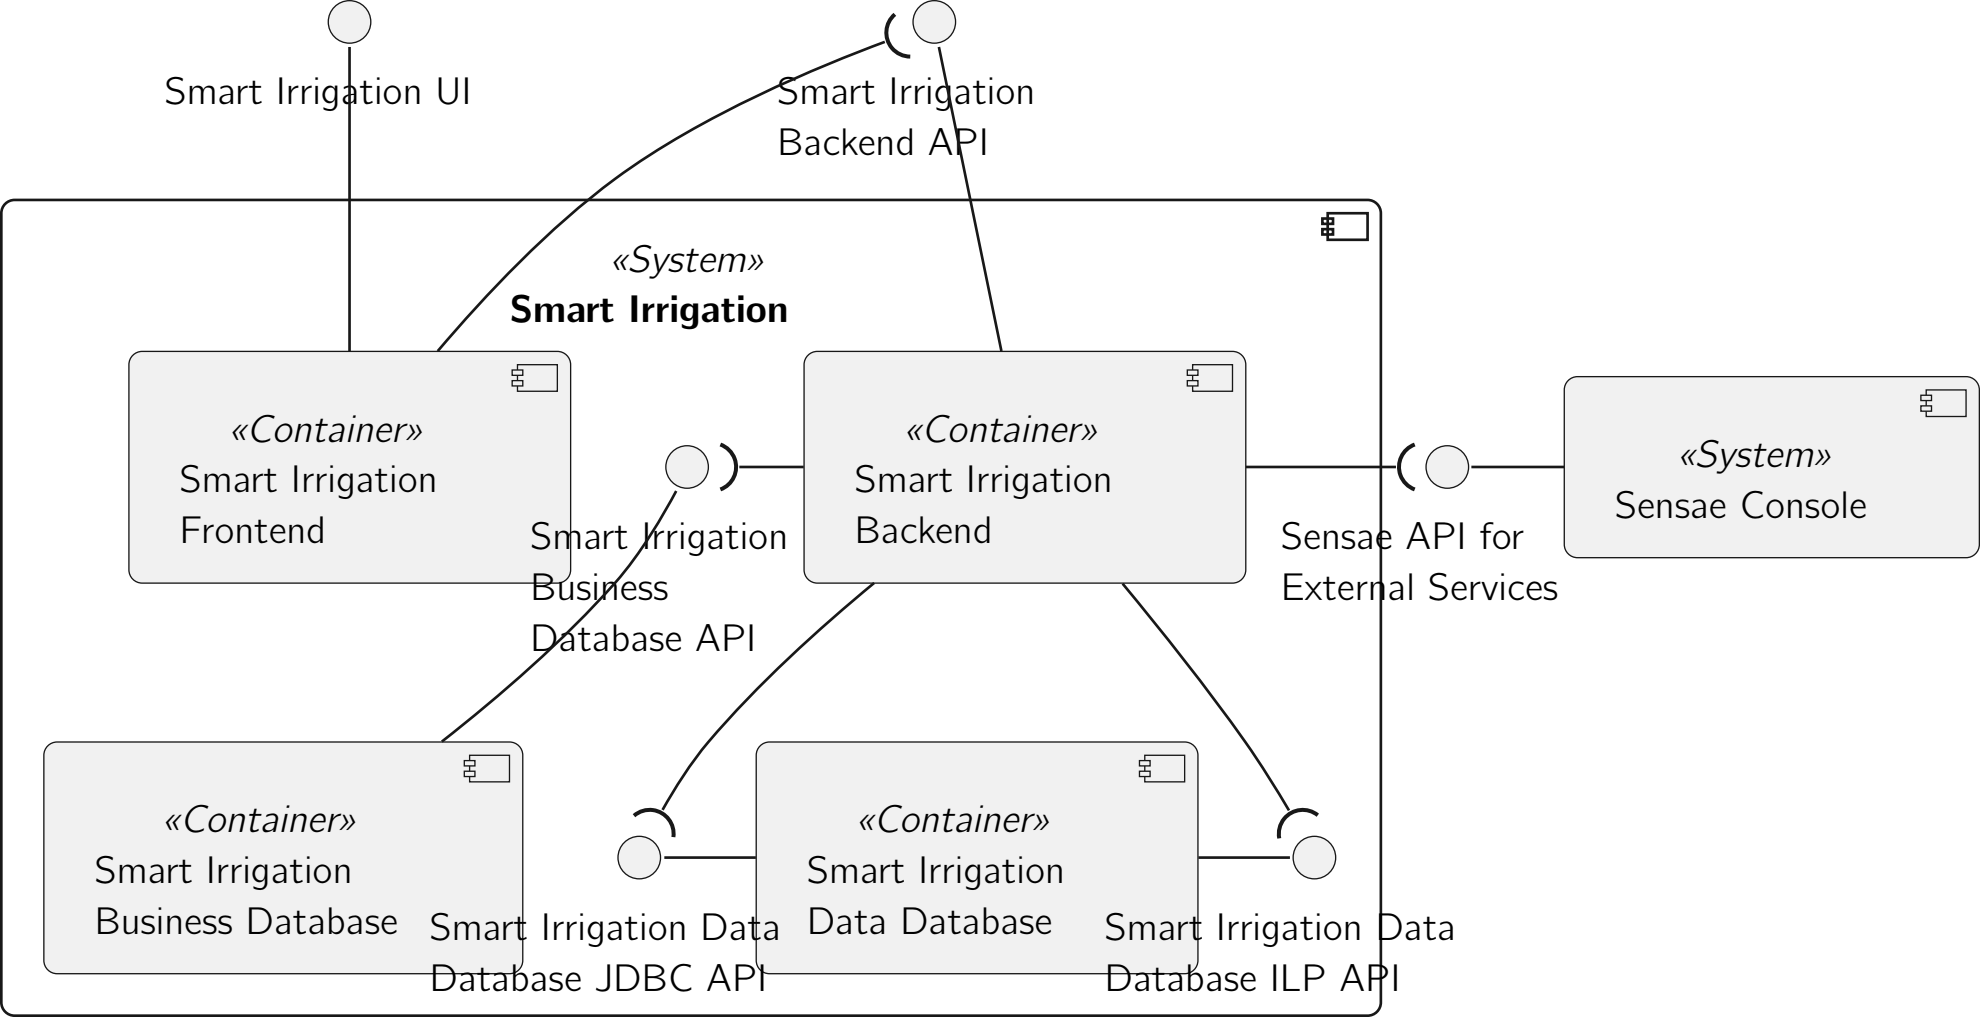 Smart Irrigation UI
Smart Irrigation
Backend API
«System»
Smart Irrigation
«Container»
Smart Irrigation
Frontend
Smart Irrigation
Business
Database API
«Container»
Smart Irrigation
Backend
Sensae API for
External Services
«System»
Sensae Console
«Container»
Smart Irrigation
Business Database
Smart Irrigation Data
Database JDBC API
«Container»
Smart Irrigation
Data Database
Smart Irrigation Data
Database ILP API